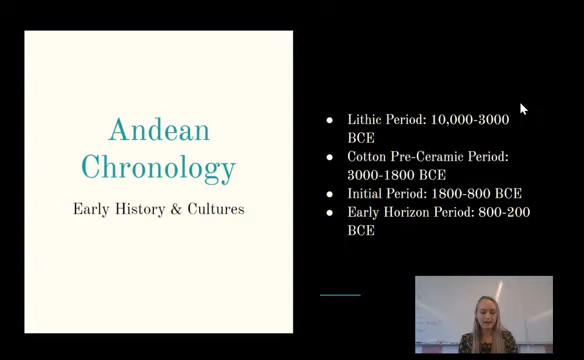 Andean
Chronology
Early History & Cultures
● Lithic Period: 10,000-3000
BCE
● Cotton Pre-Ceramic Period:
3000-1800 BCE
● Initial Period: 1800-800 BCE
● Early Horizon Period: 800-200
BCE